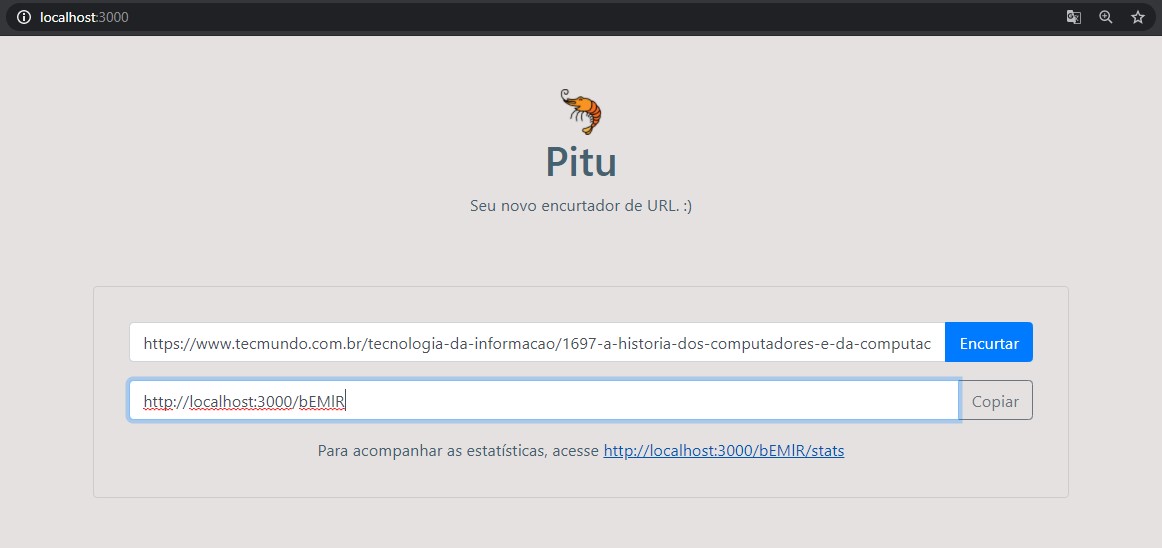 localhost:3000
Pitu
Seu novo encurtador de URL. :)
https://www.tecmundo.com.br/tecnologia-da-informacao/1697-a-historia-dos-computadores-e-da-computac
Encurtar
http://localhost:3000/bEMlR
Copiar
Para acompanhar as estatísticas, acesse http://localhost:3000/bEMlR/stats